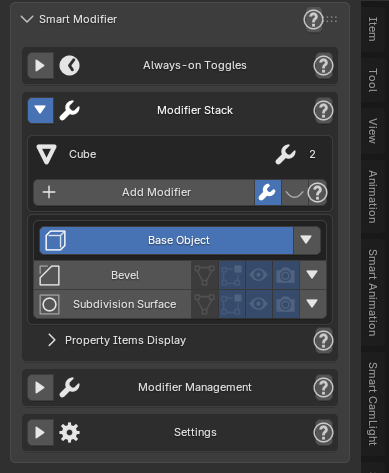 Smart Modifier
Always-on Toggles
Modifier Stack
Cube
2
Add Modifier
Base Object
Bevel
Subdivision Surface
Property Items Display
Modifier Management
Settings
Item
Tool
View
Animation
Smart Animation
Smart CamLight